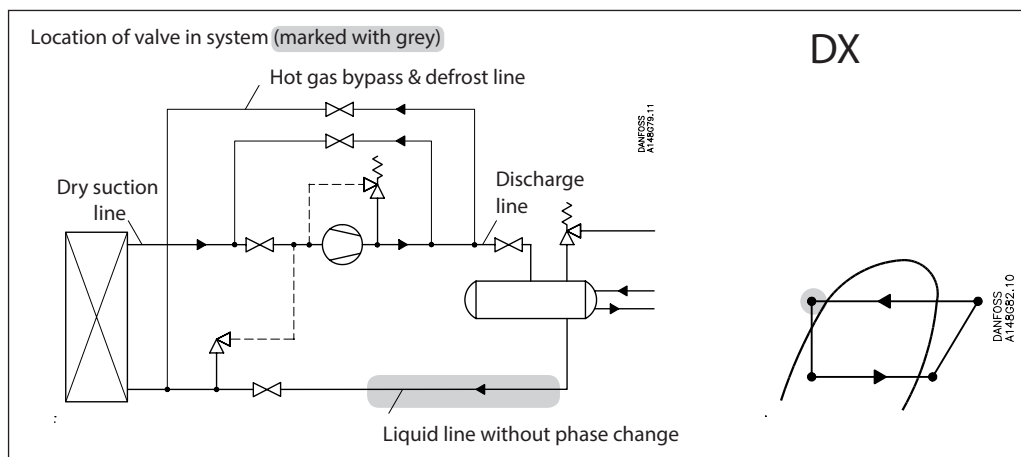 Location of valve in system (marked with grey)
DX
Hot gas bypass & defrost line
DANFOSS
A148G79.11
Dry suction
line
Discharge
line
DANFOSS
A148G82.10
Liquid line without phase change